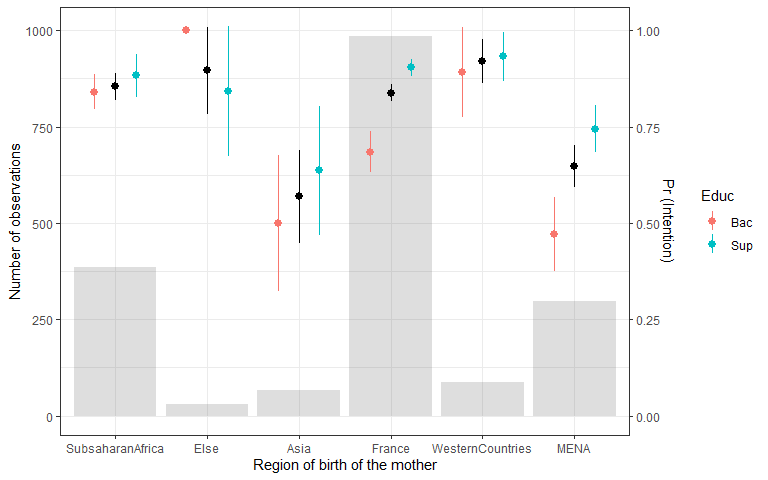 1000
750
500
250
0
Number of observations
1.00
0.75
0.50
0.25
0.00
Pr (Intention)
SubsaharanAfrica
Else
Asia
France
WesternCountries
MENA
Region of birth of the mother
Educ
Bac
Sup